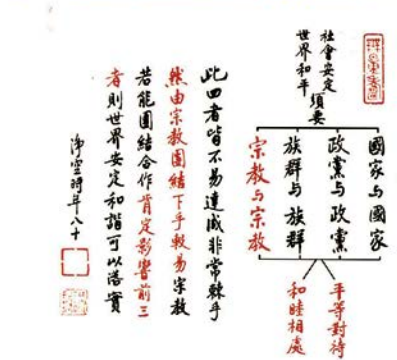 社會安定
世界和平
須要
國家与國家
政黨与政黨
族群与族群
宗教与宗教
平等對待
和睦相處
此四者皆不易達成非常棘手
然由宗教團結下手較易宗教
若能團結合作肯定影響前三
者則世界安定和諧可以落實
淨空時年八十